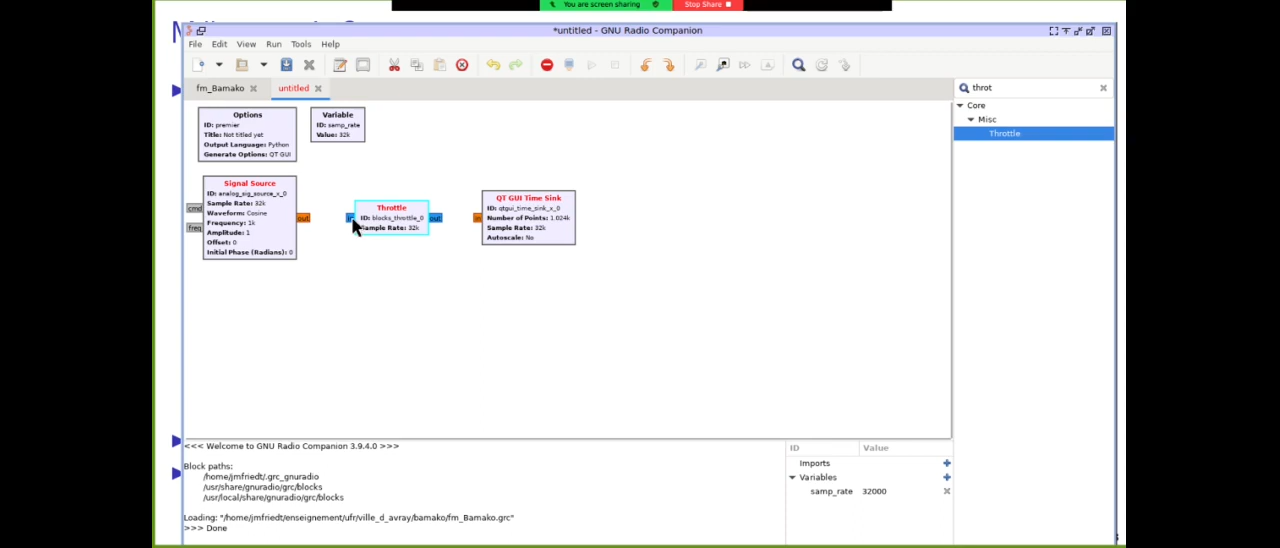 You are screen sharing
Stop Share
*untitled - GNU Radio Companion
File Edit View Run Tools Help
fm_Bamako
untitled
throt
Core
Misc
Throttle
Options
ID: premier
Title: Not titled yet
Output Language: Python
Generate Options: QT GUI
Variable
ID: samp_rate
Value: 32k
Signal Source
ID: analog_sig_source_x_0
Sample Rate: 32k
Waveform: Cosine
Frequency: 1k
Amplitude: 1
Offset: 0
Initial Phase (Radians): 0
cmd
freq
out
Throttle
ID: blocks_throttle_0
Sample Rate: 32k
out
in
QT GUI Time Sink
ID: qtgui_time_sink_x_0
Number of Points: 1.024k
Sample Rate: 32k
Autoscale: No
<<< Welcome to GNU Radio Companion 3.9.4.0 >>>
Block paths:
/home/jmfriedt/.grc_gnuradio
/usr/share/gnuradio/grc/blocks
/usr/local/share/gnuradio/grc/blocks
Loading: "/home/jmfriedt/enseignement/ufr/ville_d_avray/bamako/fm_Bamako.grc"
>>> Done
ID Value
Imports
Variables
samp_rate 32000